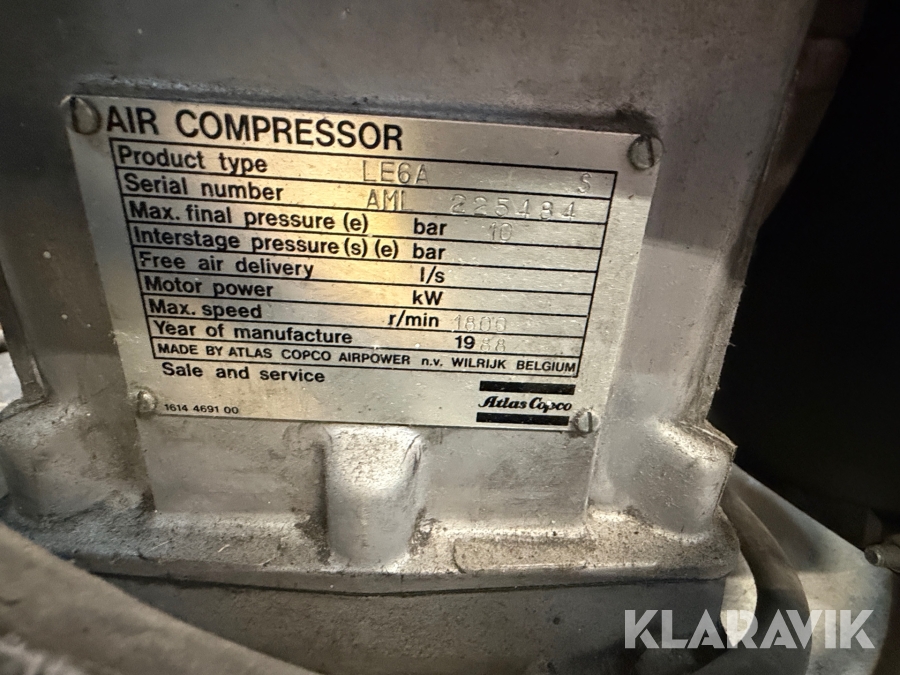 AIR COMPRESSOR
Product type LE6A S
Serial number AMI 225484
Max. final pressure (e) bar 10
Interstage pressure(s) (e) bar
Free air delivery l/s
Motor power kW
Max. speed r/min 1800
Year of manufacture 1988
MADE BY ATLAS COPCO AIRPOWER n.v. WILRIJK BELGIUM
Sale and service
Atlas Copco
1614 4691 00
KLARAVIK